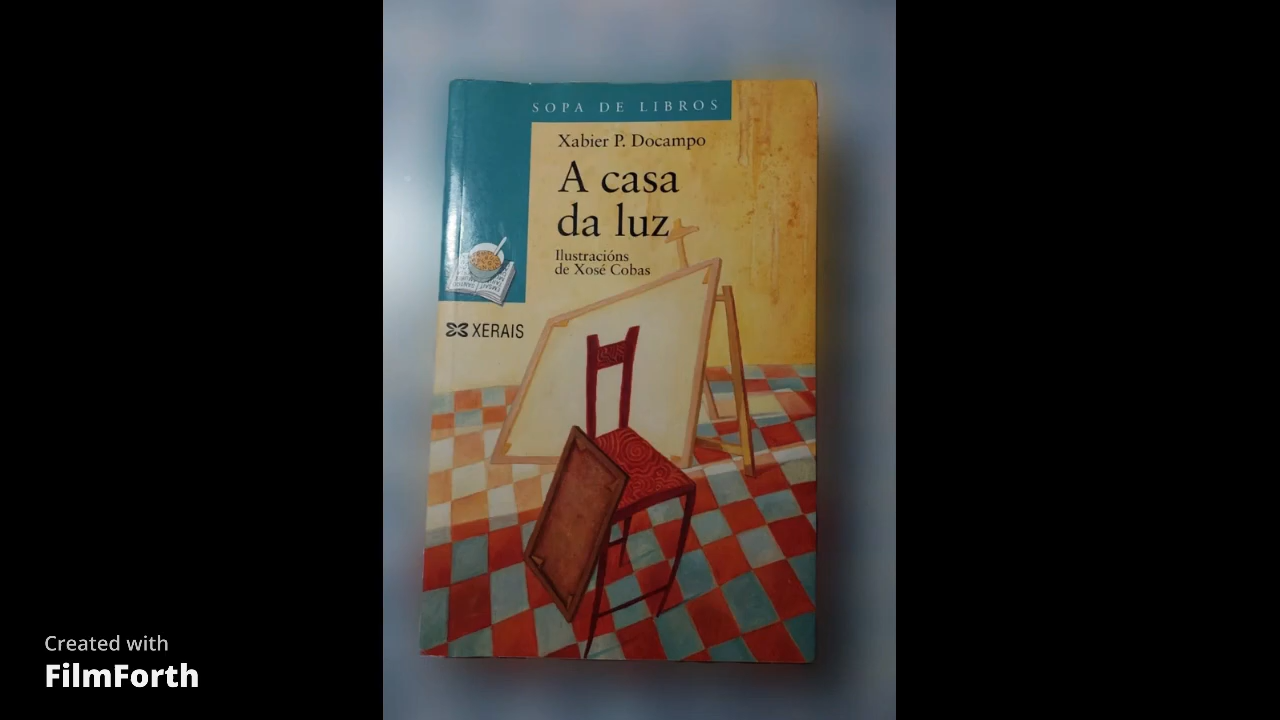 SOPA DE LIBROS
Xabier P. Docampo
A casa
da luz
Ilustracións
de Xosé Cobas
XERAIS
Created with
FilmForth